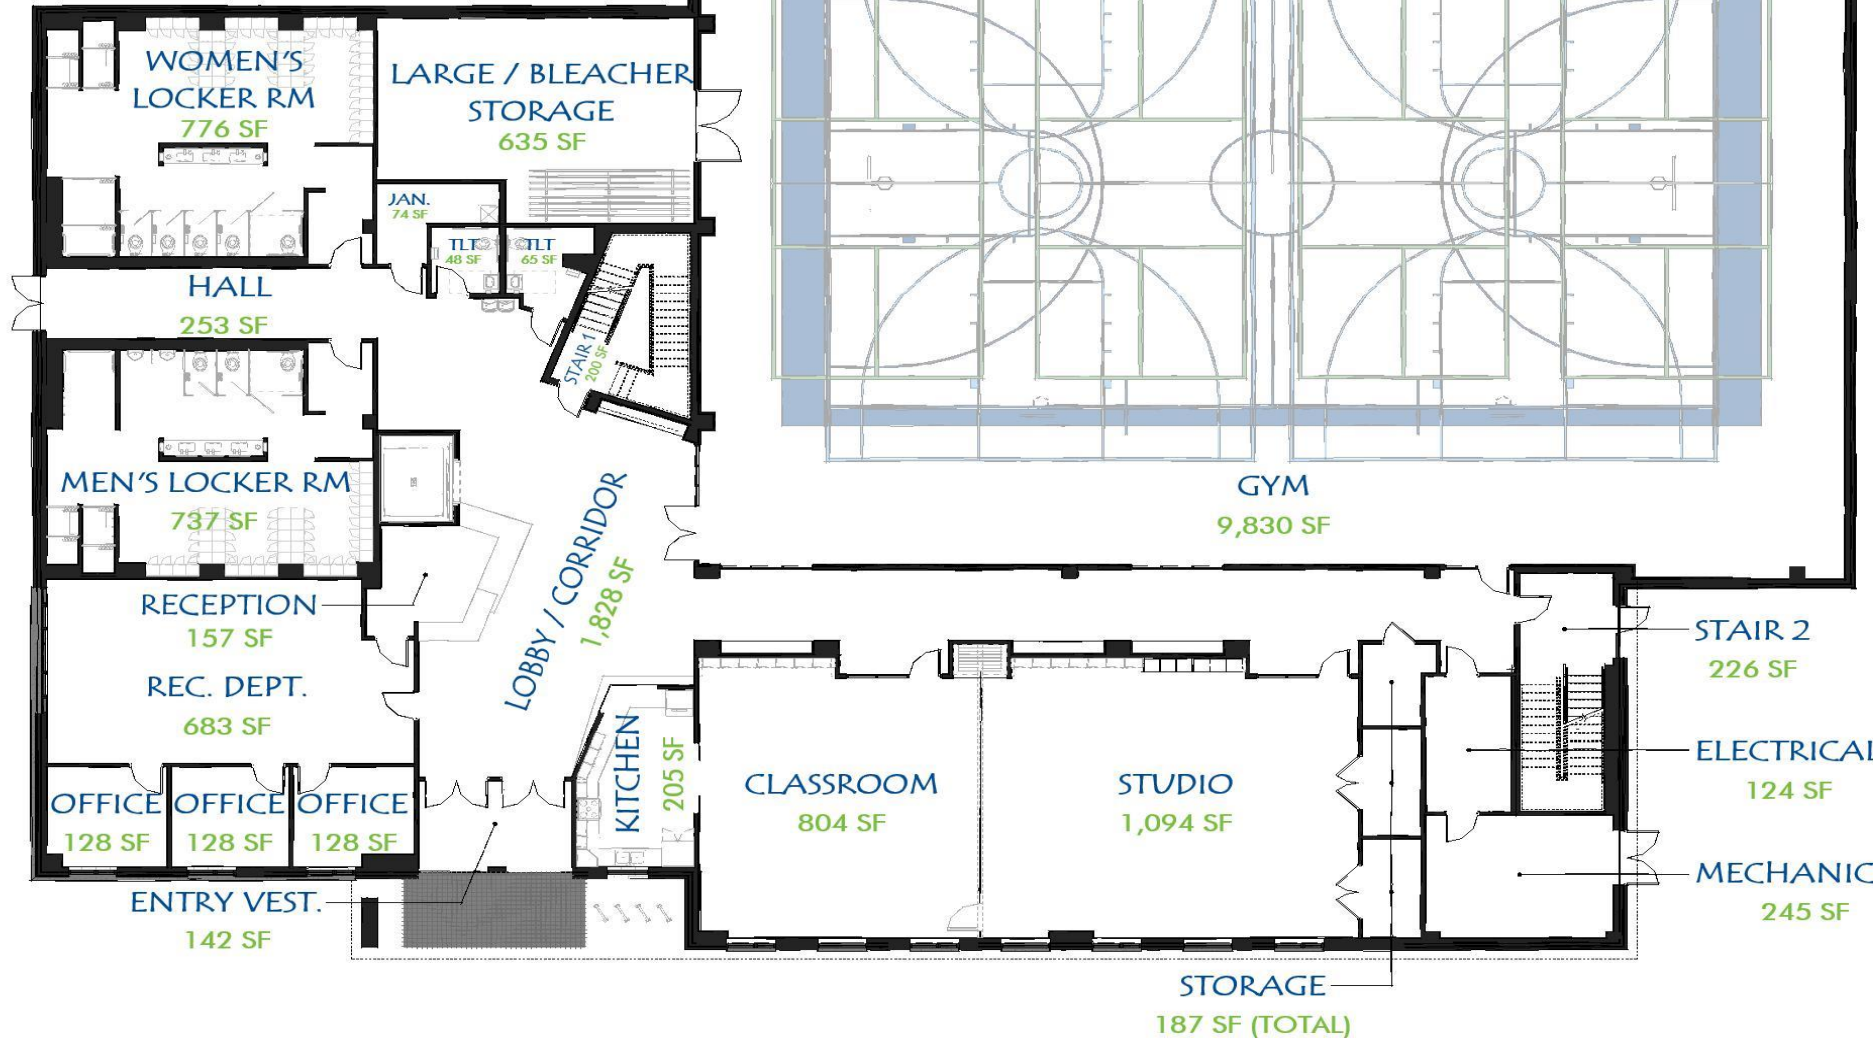 WOMEN'S
LOCKER RM
776 SF
LARGE / BLEACHER
STORAGE
635 SF
JAN.
74 SF
TLT
48 SF
TLT
65 SF
HALL
253 SF
STAIR 1
200 SF
MEN'S LOCKER RM
737 SF
LOBBY / CORRIDOR
1,828 SF
GYM
9,830 SF
RECEPTION
157 SF
REC. DEPT.
683 SF
STAIR 2
226 SF
KITCHEN
205 SF
CLASSROOM
804 SF
STUDIO
1,094 SF
ELECTRICAL
124 SF
OFFICE
128 SF
OFFICE
128 SF
OFFICE
128 SF
MECHANIC
245 SF
ENTRY VEST.
142 SF
STORAGE
187 SF (TOTAL)